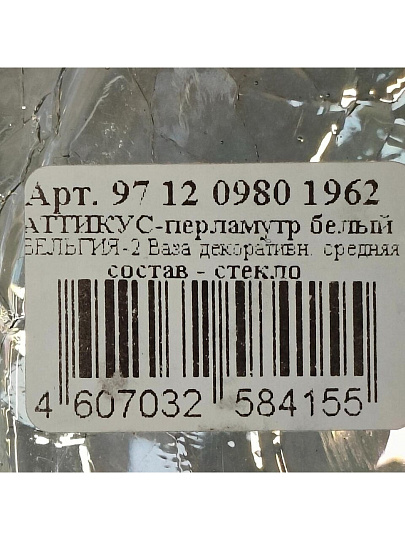 Арт. 97 12 0980 1962
АТТИКУС-перламутр белый
БЕЛЬГИЯ-2 Ваза декоративн. средняя
состав - стекло
4 607032 584155